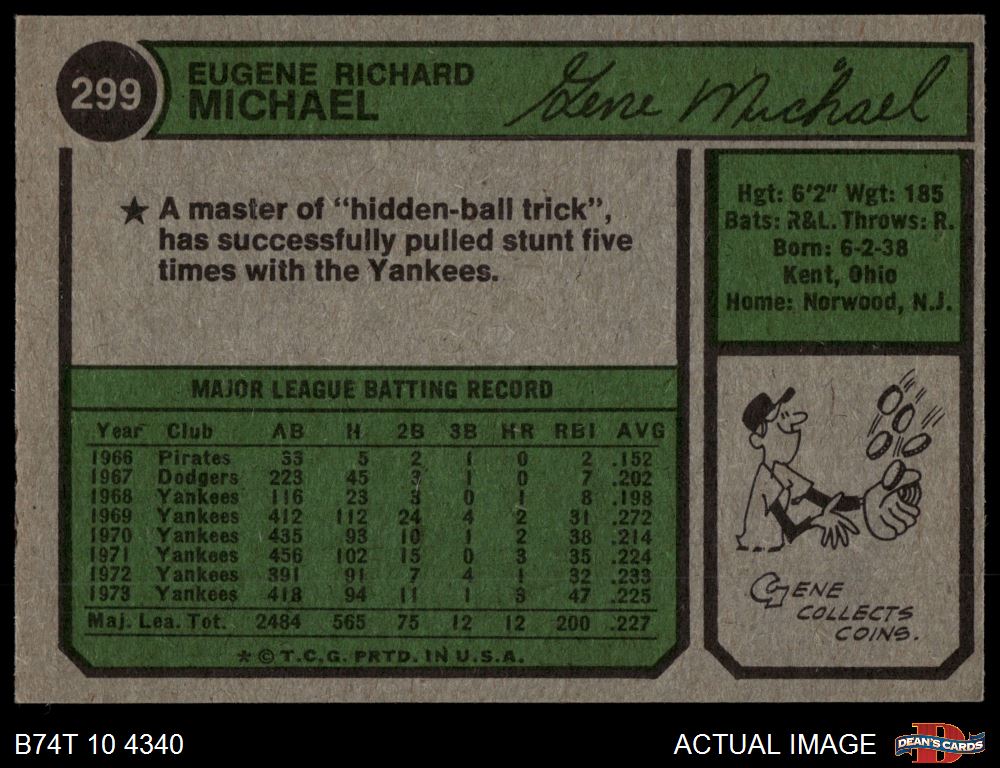 299
EUGENE RICHARD
MICHAEL
Gene Michael
★ A master of "hidden-ball trick",
has successfully pulled stunt five
times with the Yankees.
Hgt: 6'2" Wgt: 185
Bats: R&L. Throws: R.
Born: 6-2-38
Kent, Ohio
Home: Norwood, N.J.
MAJOR LEAGUE BATTING RECORD
Year Club AB H 2B 3B HR RBI AVG
1966 Pirates 33 5 2 1 0 2 .152
1967 Dodgers 223 45 3 1 0 7 .202
1968 Yankees 116 23 3 0 1 8 .198
1969 Yankees 412 112 24 4 2 31 .272
1970 Yankees 435 93 10 1 2 38 .214
1971 Yankees 456 102 15 0 3 35 .224
1972 Yankees 391 91 7 4 1 32 .233
1973 Yankees 418 94 11 1 3 47 .225
Maj. Lea. Tot. 2484 565 75 12 12 200 .227
* © T.C.G. PRTD. IN U.S.A.
GENE
COLLECTS
COINS.
B74T 10 4340
ACTUAL IMAGE
D
DEAN'S CARDS